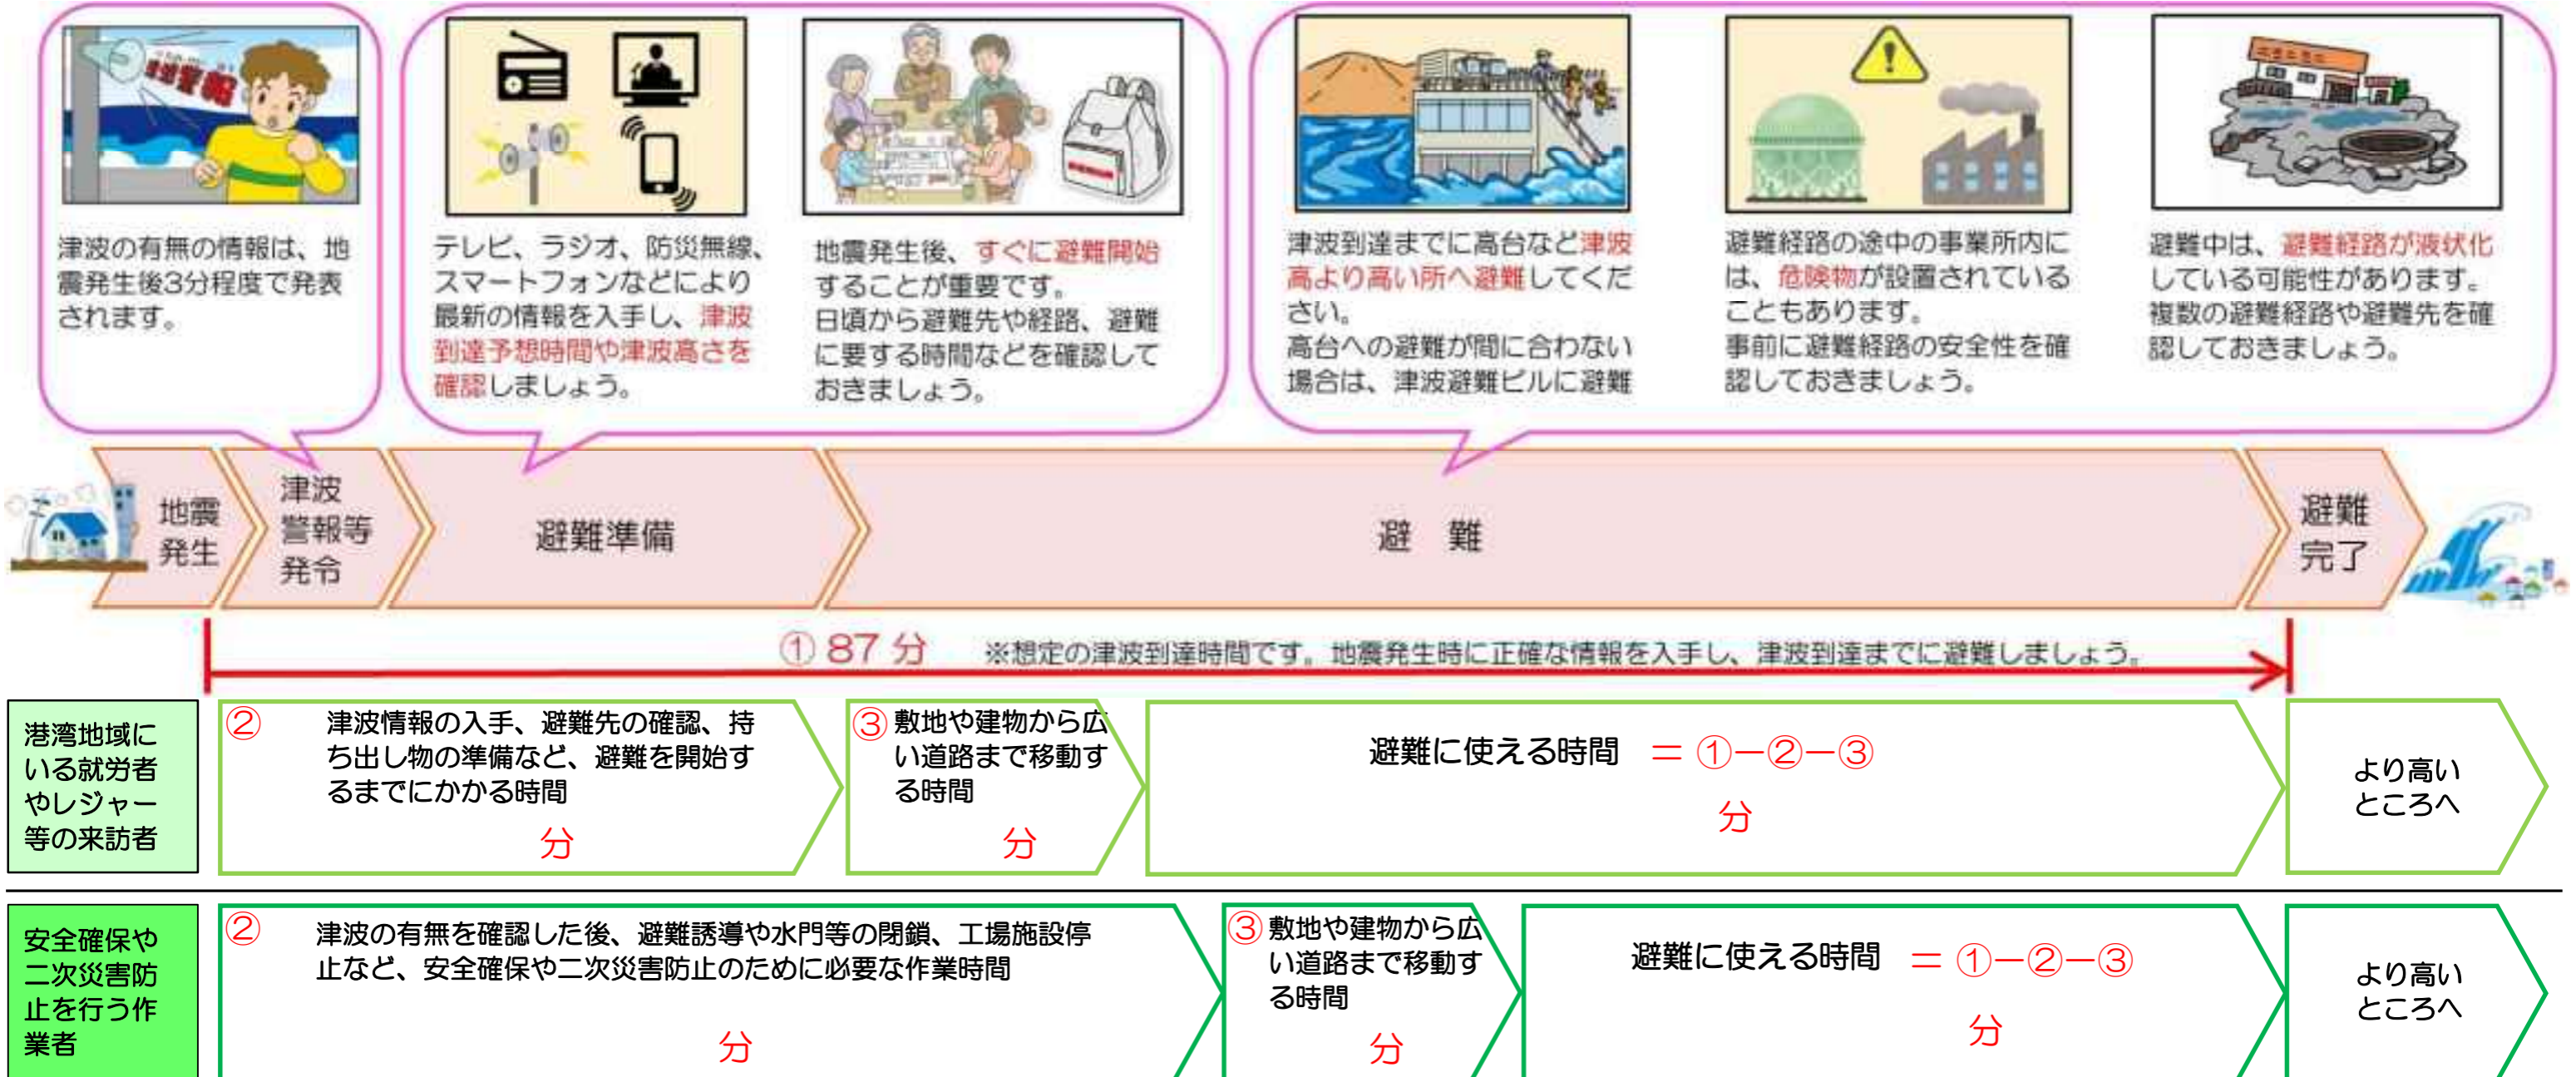 津波警報
津波の有無の情報は、地
震発生後3分程度で発表
されます。
テレビ、ラジオ、防災無線、
スマートフォンなどにより
最新の情報を入手し、津波
到達予想時間や津波高さを
確認しましょう。
地震発生後、すぐに避難開始
することが重要です。
日頃から避難先や経路、避難
に要する時間などを確認して
おきましょう。
津波到達までに高台など津波
高より高い所へ避難してくだ
さい。
高台への避難が間に合わない
場合は、津波避難ビルに避難
避難経路の途中の事業所内に
は、危険物が設置されている
こともあります。
事前に避難経路の安全性を確
認しておきましょう。
避難中は、避難経路が液状化
している可能性があります。
複数の避難経路や避難先を確
認しておきましょう。
地震
発生
津波
警報等
発令
避難準備
避 難
避難
完了
① 87 分 ※想定の津波到達時間です。地震発生時に正確な情報を入手し、津波到達までに避難しましょう。
港湾地域に
いる就労者
やレジャー
等の来訪者
② 津波情報の入手、避難先の確認、持
ち出し物の準備など、避難を開始す
るまでにかかる時間
分
③ 敷地や建物から広
い道路まで移動す
る時間
分
避難に使える時間 = ①ー②ー③
分
より高い
ところへ
安全確保や
二次災害防
止を行う作
業者
② 津波の有無を確認した後、避難誘導や水門等の閉鎖、工場施設停
止など、安全確保や二次災害防止のために必要な作業時間
分
③ 敷地や建物から広
い道路まで移動す
る時間
分
避難に使える時間 = ①ー②ー③
分
より高い
ところへ